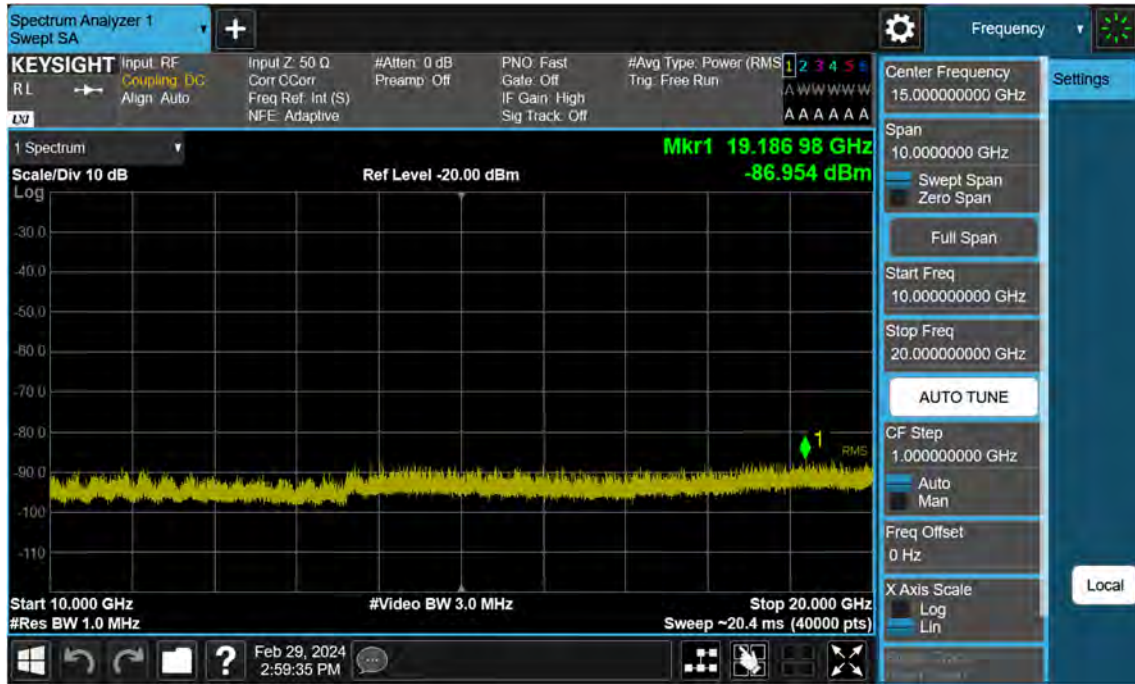 Spectrum Analyzer 1
Swept SA
+
Frequency
KEYSIGHT
RL
LXI
Input: RF
Coupling: DC
Align: Auto
Input Z: 50 Ω
Corr CCorr
Freq Ref: Int (S)
NFE: Adaptive
#Atten: 0 dB
Preamp: Off
PNO: Fast
Gate: Off
IF Gain: High
Sig Track: Off
#Avg Type: Power (RMS
Trig: Free Run
1 2 3 4 5 6
A W W W W W
A A A A A A
1 Spectrum
Scale/Div 10 dB
Ref Level -20.00 dBm
Mkr1 19.186 98 GHz
-86.954 dBm
Log
-30.0
-40.0
-50.0
-60.0
-70.0
-80.0
-90.0
-100
-110
1
RMS
Start 10.000 GHz
#Video BW 3.0 MHz
Stop 20.000 GHz
#Res BW 1.0 MHz
Sweep ~20.4 ms (40000 pts)
Center Frequency
15.000000000 GHz
Span
10.0000000 GHz
Swept Span
Zero Span
Full Span
Start Freq
10.000000000 GHz
Stop Freq
20.000000000 GHz
AUTO TUNE
CF Step
1.000000000 GHz
Auto
Man
Freq Offset
0 Hz
X Axis Scale
Log
Lin
Settings
Local
?
Feb 29, 2024
2:59:35 PM